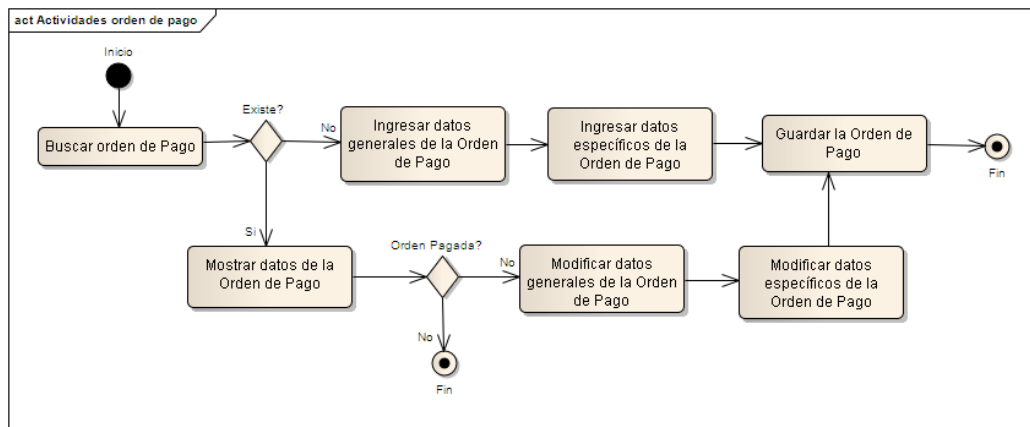 act Actividades orden de pago
Inicio
Buscar orden de Pago
Existe?
No
Ingresar datos
generales de la Orden
de Pago
Ingresar datos
específicos de la
Orden de Pago
Guardar la Orden de
Pago
Fin
Si
Mostrar datos de la
Orden de Pago
Orden Pagada?
No
Modificar datos
generales de la Orden
de Pago
Modificar datos
específicos de la
Orden de Pago
No
Fin